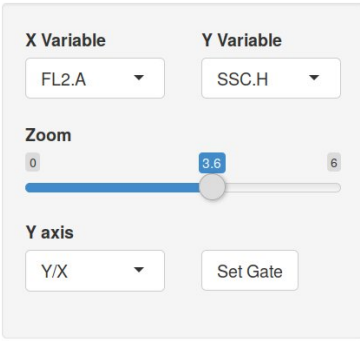 X Variable Y Variable
FL2.A SSC.H
Zoom
0 3.6 6
Y axis
Y/X Set Gate